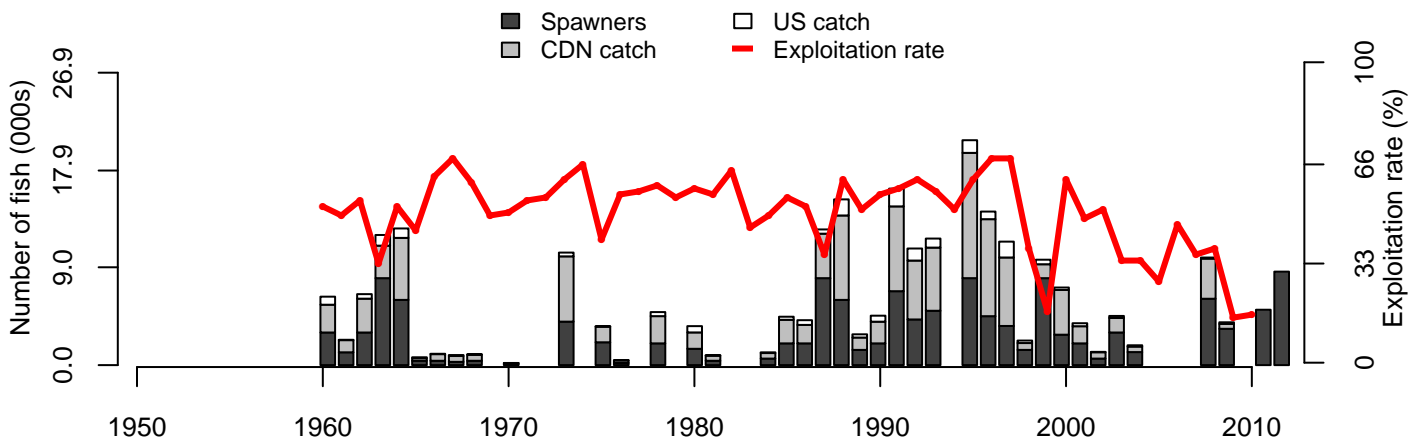 Spawners
CDN catch
US catch
Exploitation rate
Number of fish (000s)
26.9
17.9
9.0
0.0
100
66
33
0
Exploitation rate (%)
1950 1960 1970 1980 1990 2000 2010